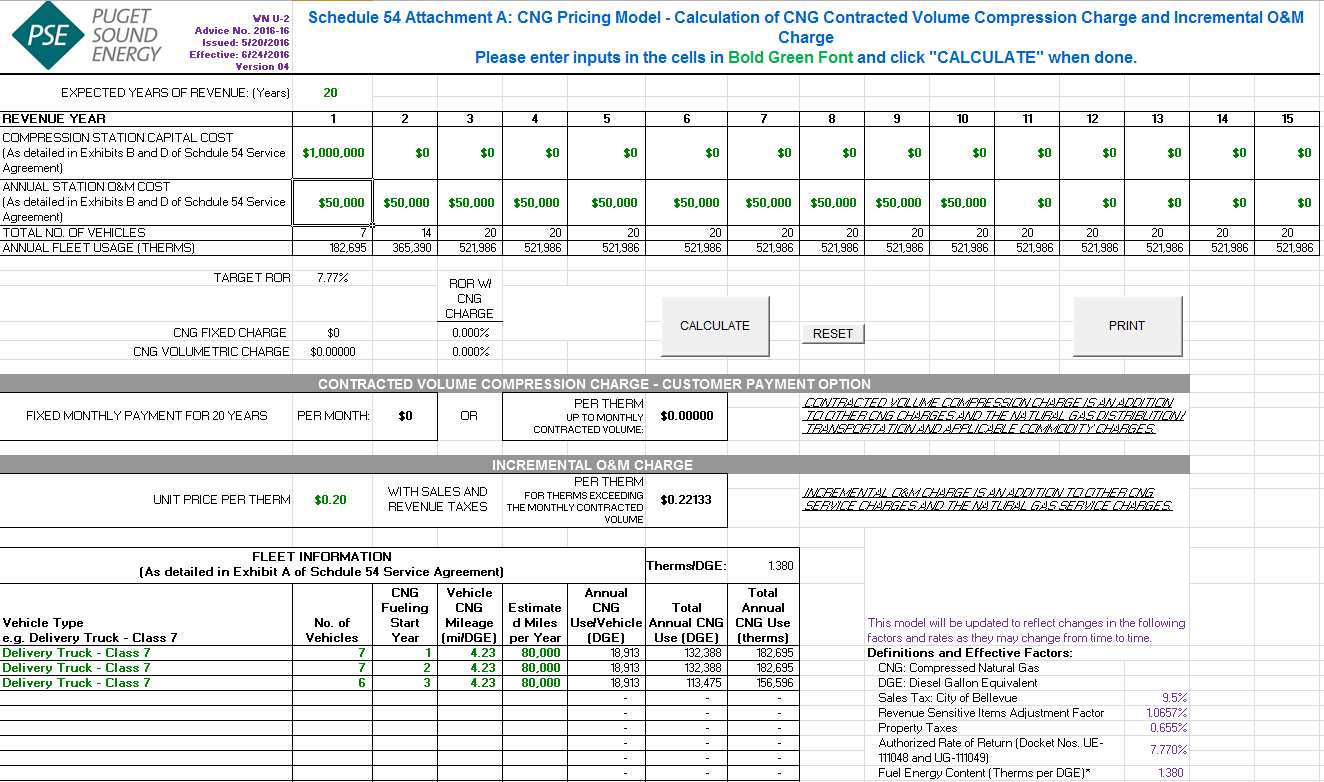 PSE
PUGET
SOUND
ENERGY
WN U-2
Advice No. 2016-16
Issued: 5/20/2016
Effective: 6/24/2016
Version 04
Schedule 54 Attachment A: CNG Pricing Model - Calculation of CNG Contracted Volume Compression Charge and Incremental O&M
Charge
Please enter inputs in the cells in Bold Green Font and click "CALCULATE" when done.
EXPECTED YEARS OF REVENUE: (Years) 20
REVENUE YEAR 1 2 3 4 5 6 7 8 9 10 11 12 13 14 15
COMPRESSION STATION CAPITAL COST
(As detailed in Exhibits B and D of Schdule 54 Service $1,000,000 $0 $0 $0 $0 $0 $0 $0 $0 $0 $0 $0 $0 $0 $0
Agreement)
ANNUAL STATION O&M COST
(As detailed in Exhibits B and D of Schdule 54 Service $50,000 $50,000 $50,000 $50,000 $50,000 $50,000 $50,000 $50,000 $50,000 $50,000 $0 $0 $0 $0 $0
Agreement)
TOTAL NO. OF VEHICLES 7 14 20 20 20 20 20 20 20 20 20 20 20 20 20
ANNUAL FLEET USAGE (THERMS) 182,695 365,390 521,986 521,986 521,986 521,986 521,986 521,986 521,986 521,986 521,986 521,986 521,986 521,986 521,986
TARGET ROR 7.77%
ROR W/
CNG
CHARGE
CNG FIXED CHARGE $0 0.000%
CNG VOLUMETRIC CHARGE $0.00000 0.000%
CALCULATE
RESET
PRINT
CONTRACTED VOLUME COMPRESSION CHARGE - CUSTOMER PAYMENT OPTION
FIXED MONTHLY PAYMENT FOR 20 YEARS PER MONTH: $0 OR
PER THERM
UP TO MONTHLY
CONTRACTED VOLUME:
$0.00000
CONTRACTED VOLUME COMPRESSION CHARGE IS AN ADDITION
TO OTHER CNG CHARGES AND THE NATURAL GAS DISTRIBUTION/
TRANSPORTATION AND APPLICABLE COMMODITY CHARGES.
INCREMENTAL O&M CHARGE
UNIT PRICE PER THERM $0.20
WITH SALES AND
REVENUE TAXES
PER THERM
FOR THERMS EXCEEDING
THE MONTHLY CONTRACTED
VOLUME
$0.22133
INCREMENTAL O&M CHARGE IS AN ADDITION TO OTHER CNG
SERVICE CHARGES AND THE NATURAL GAS SERVICE CHARGES.
FLEET INFORMATION
(As detailed in Exhibit A of Schdule 54 Service Agreement)
Therms/DGE: 1.380
Vehicle Type
e.g. Delivery Truck - Class 7
No. of
Vehicles
CNG
Fueling
Start
Year
Vehicle
CNG
Mileage
(mi/DGE)
Estimate
d Miles
per Year
Annual
CNG
Use/Vehicle
(DGE)
Total
Annual CNG
Use (DGE)
Total
Annual
CNG Use
(therms)
Delivery Truck - Class 7 7 1 4.23 80,000 18,913 132,388 182,695
Delivery Truck - Class 7 7 2 4.23 80,000 18,913 132,388 182,695
Delivery Truck - Class 7 6 3 4.23 80,000 18,913 113,475 156,596
- - -
- - -
- - -
- - -
- - -
- - -
This model will be updated to reflect changes in the following
factors and rates as they may change from time to time.
Definitions and Effective Factors:
CNG: Compressed Natural Gas
DGE: Diesel Gallon Equivalent
Sales Tax: City of Bellevue 9.5%
Revenue Sensitive Items Adjustment Factor 1.0657%
Property Taxes 0.655%
Authorized Rate of Return (Docket Nos. UE-
111048 and UG-111049) 7.770%
Fuel Energy Content (Therms per DGE)* 1.380